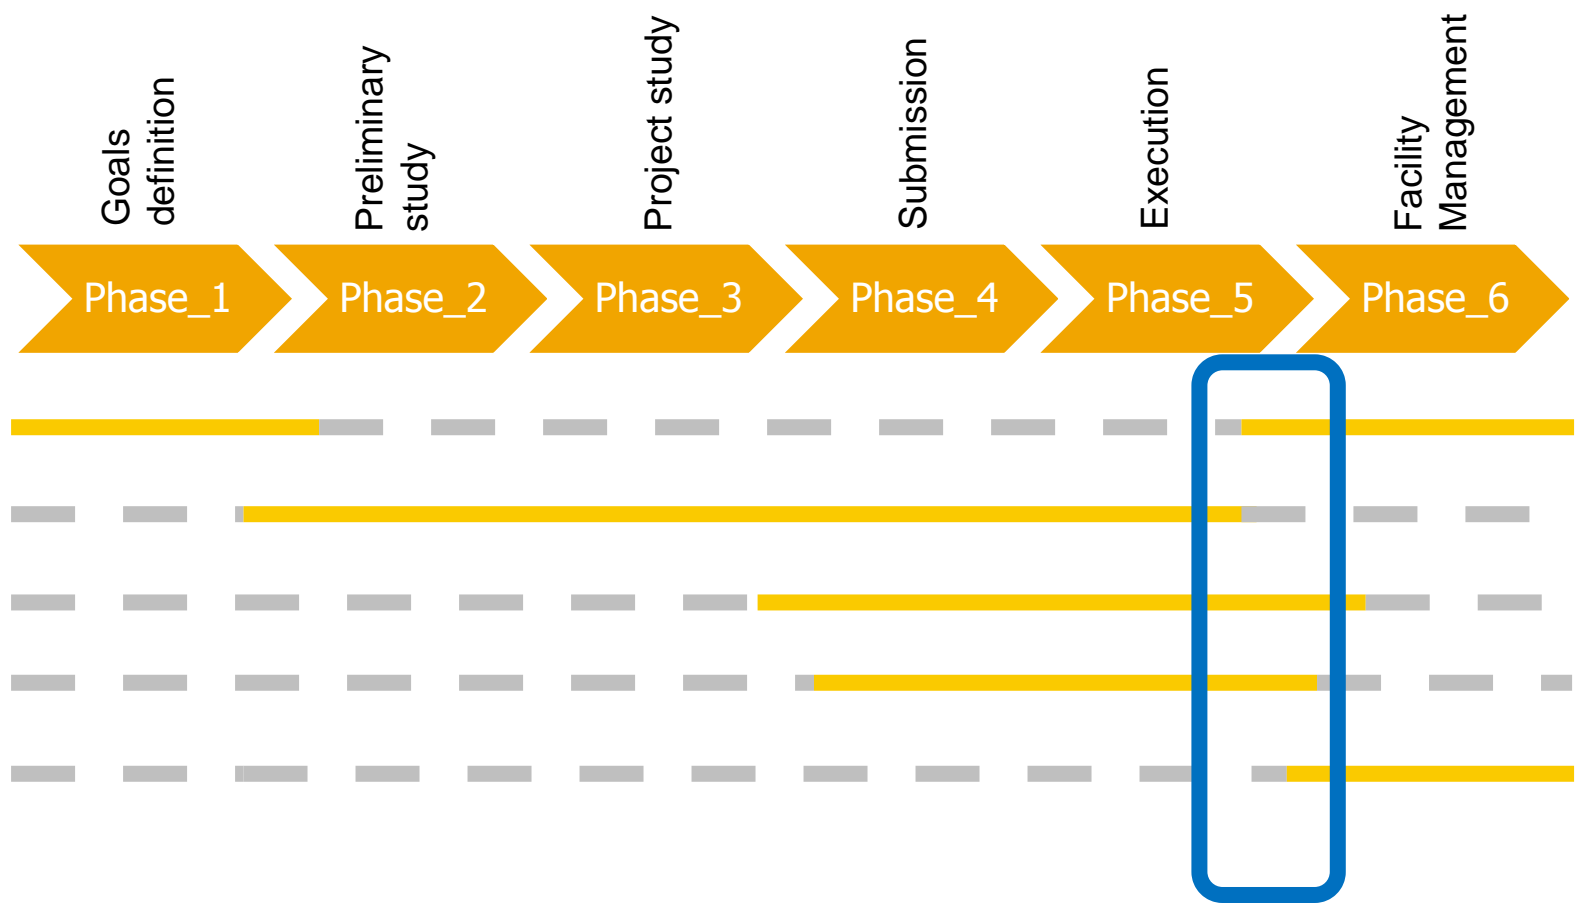 Goals
definition
Preliminary
study
Project study
Submission
Execution
Facility
Management
Phase_1
Phase_2
Phase_3
Phase_4
Phase_5
Phase_6